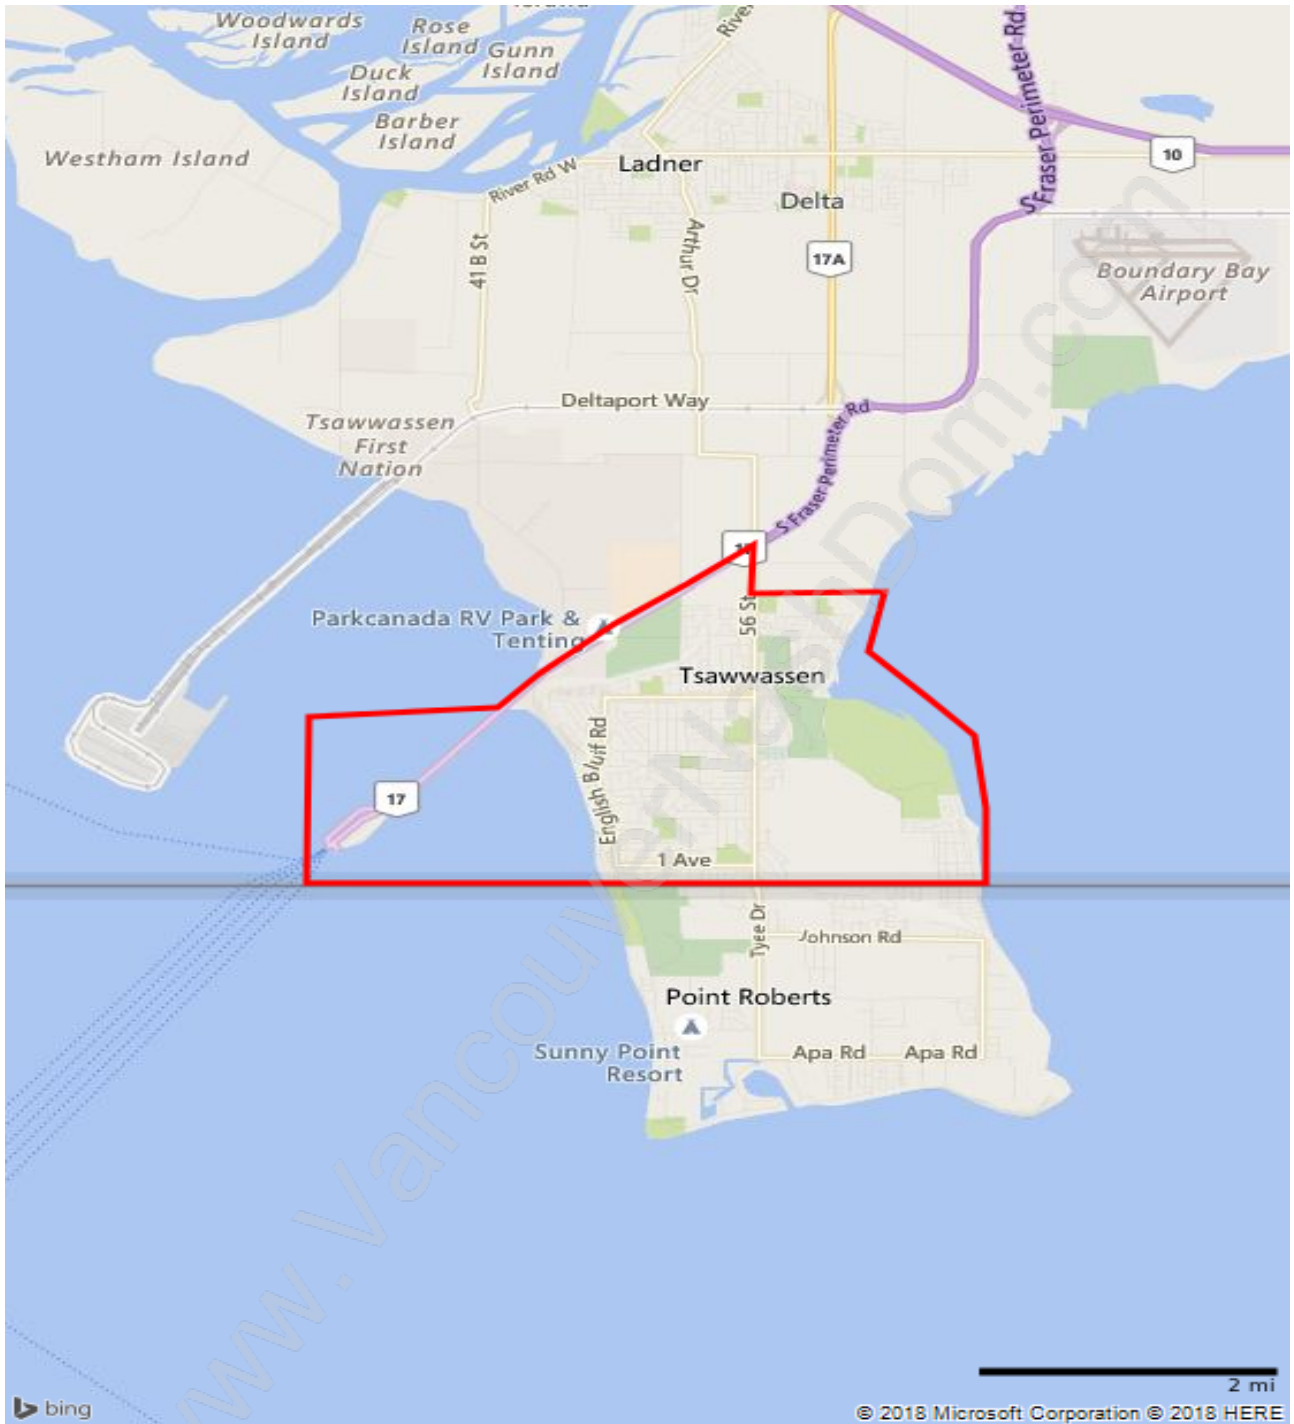 Island
Woodwards
Island
Rose
Island
Gunn
Island
Duck
Island
Barber
Island
Westham Island
River Rd W
Ladner
Delta
10
S Fraser Perimeter Rd
S
41 B St
Arthur Dr
17A
Boundary Bay
Airport
Deltaport Way
Tsawwassen
First
Nation
S Fraser Perimeter Rd
Parkcanada RV Park &
Tenting
56 St
Tsawwassen
English Bluff Rd
17
1 Ave
Tyee Dr
Johnson Rd
Point Roberts
Sunny Point
Resort
Apa Rd
Apa Rd
www.VancouverNorthDom.com
2 mi
bing
© 2018 Microsoft Corporation © 2018 HERE